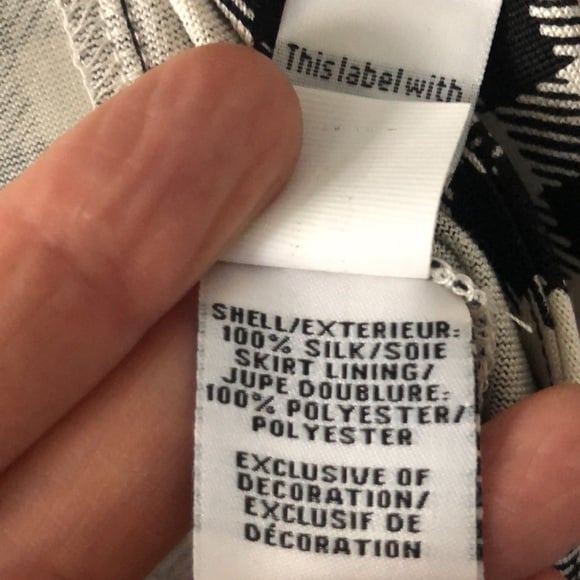 This label with
SHELL/EXTERIEUR:
100% SILK/SOIE
SKIRT LINING/
JUPE DOUBLURE:
100% POLYESTER/
POLYESTER
EXCLUSIVE OF
DECORATION/
EXCLUSIF DE
DÉCORATION